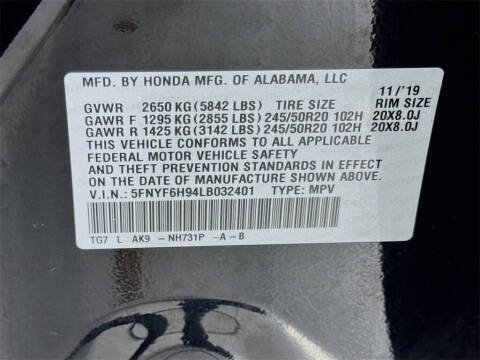 MFD. BY HONDA MFG. OF ALABAMA, LLC 11/'19
GVWR 2650 KG (5842 LBS) TIRE SIZE RIM SIZE
GAWR F 1295 KG (2855 LBS) 245/50R20 102H 20X8.0J
GAWR R 1425 KG (3142 LBS) 245/50R20 102H 20X8.0J
THIS VEHICLE CONFORMS TO ALL APPLICABLE
FEDERAL MOTOR VEHICLE SAFETY
AND THEFT PREVENTION STANDARDS IN EFFECT
ON THE DATE OF MANUFACTURE SHOWN ABOVE.
V.I.N.: 5FNYF6H94LB032401 TYPE: MPV
TG7 L AK9 -NH731P -A-B